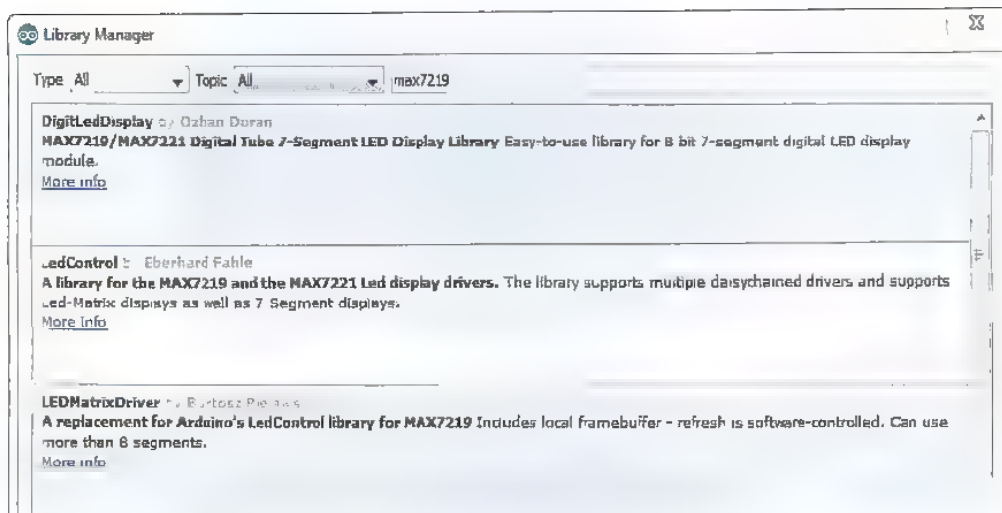 Library Manager
Type All Topic All max7219
DigitLedDisplay by Ozhan Duran
MAX7219/MAX7221 Digital Tube 7-Segment LED Display Library Easy-to-use library for 8 bit 7-segment digital LED display
module.
More info
LedControl Eberhard Fahle
A library for the MAX7219 and the MAX7221 Led display drivers. The library supports multiple daisychained drivers and supports
Led-Matrix displays as well as 7 Segment displays.
More Info
LEDMatrixDriver by
A replacement for Arduino's LedControl library for MAX7219 Includes local framebuffer - refresh is software-controlled. Can use
more than 8 segments.
More info